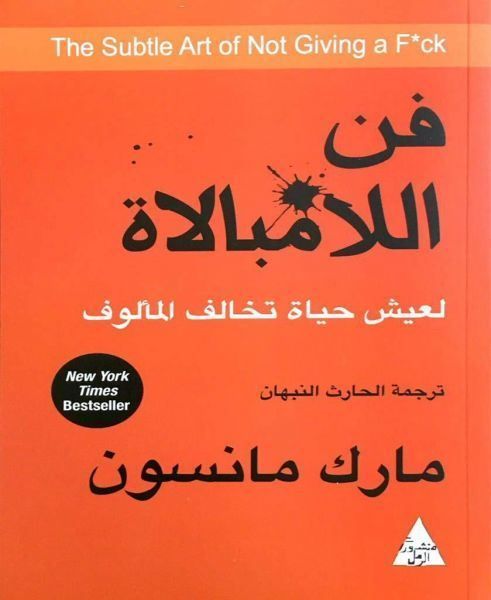 The Subtle Art of Not Giving a F*ck
فن
اللامبالاة
لعيش حياة تخالف المألوف
New York
Times
Bestseller
ترجمة الحارث النبهان
مارك مانسون
منشورات
الرمل